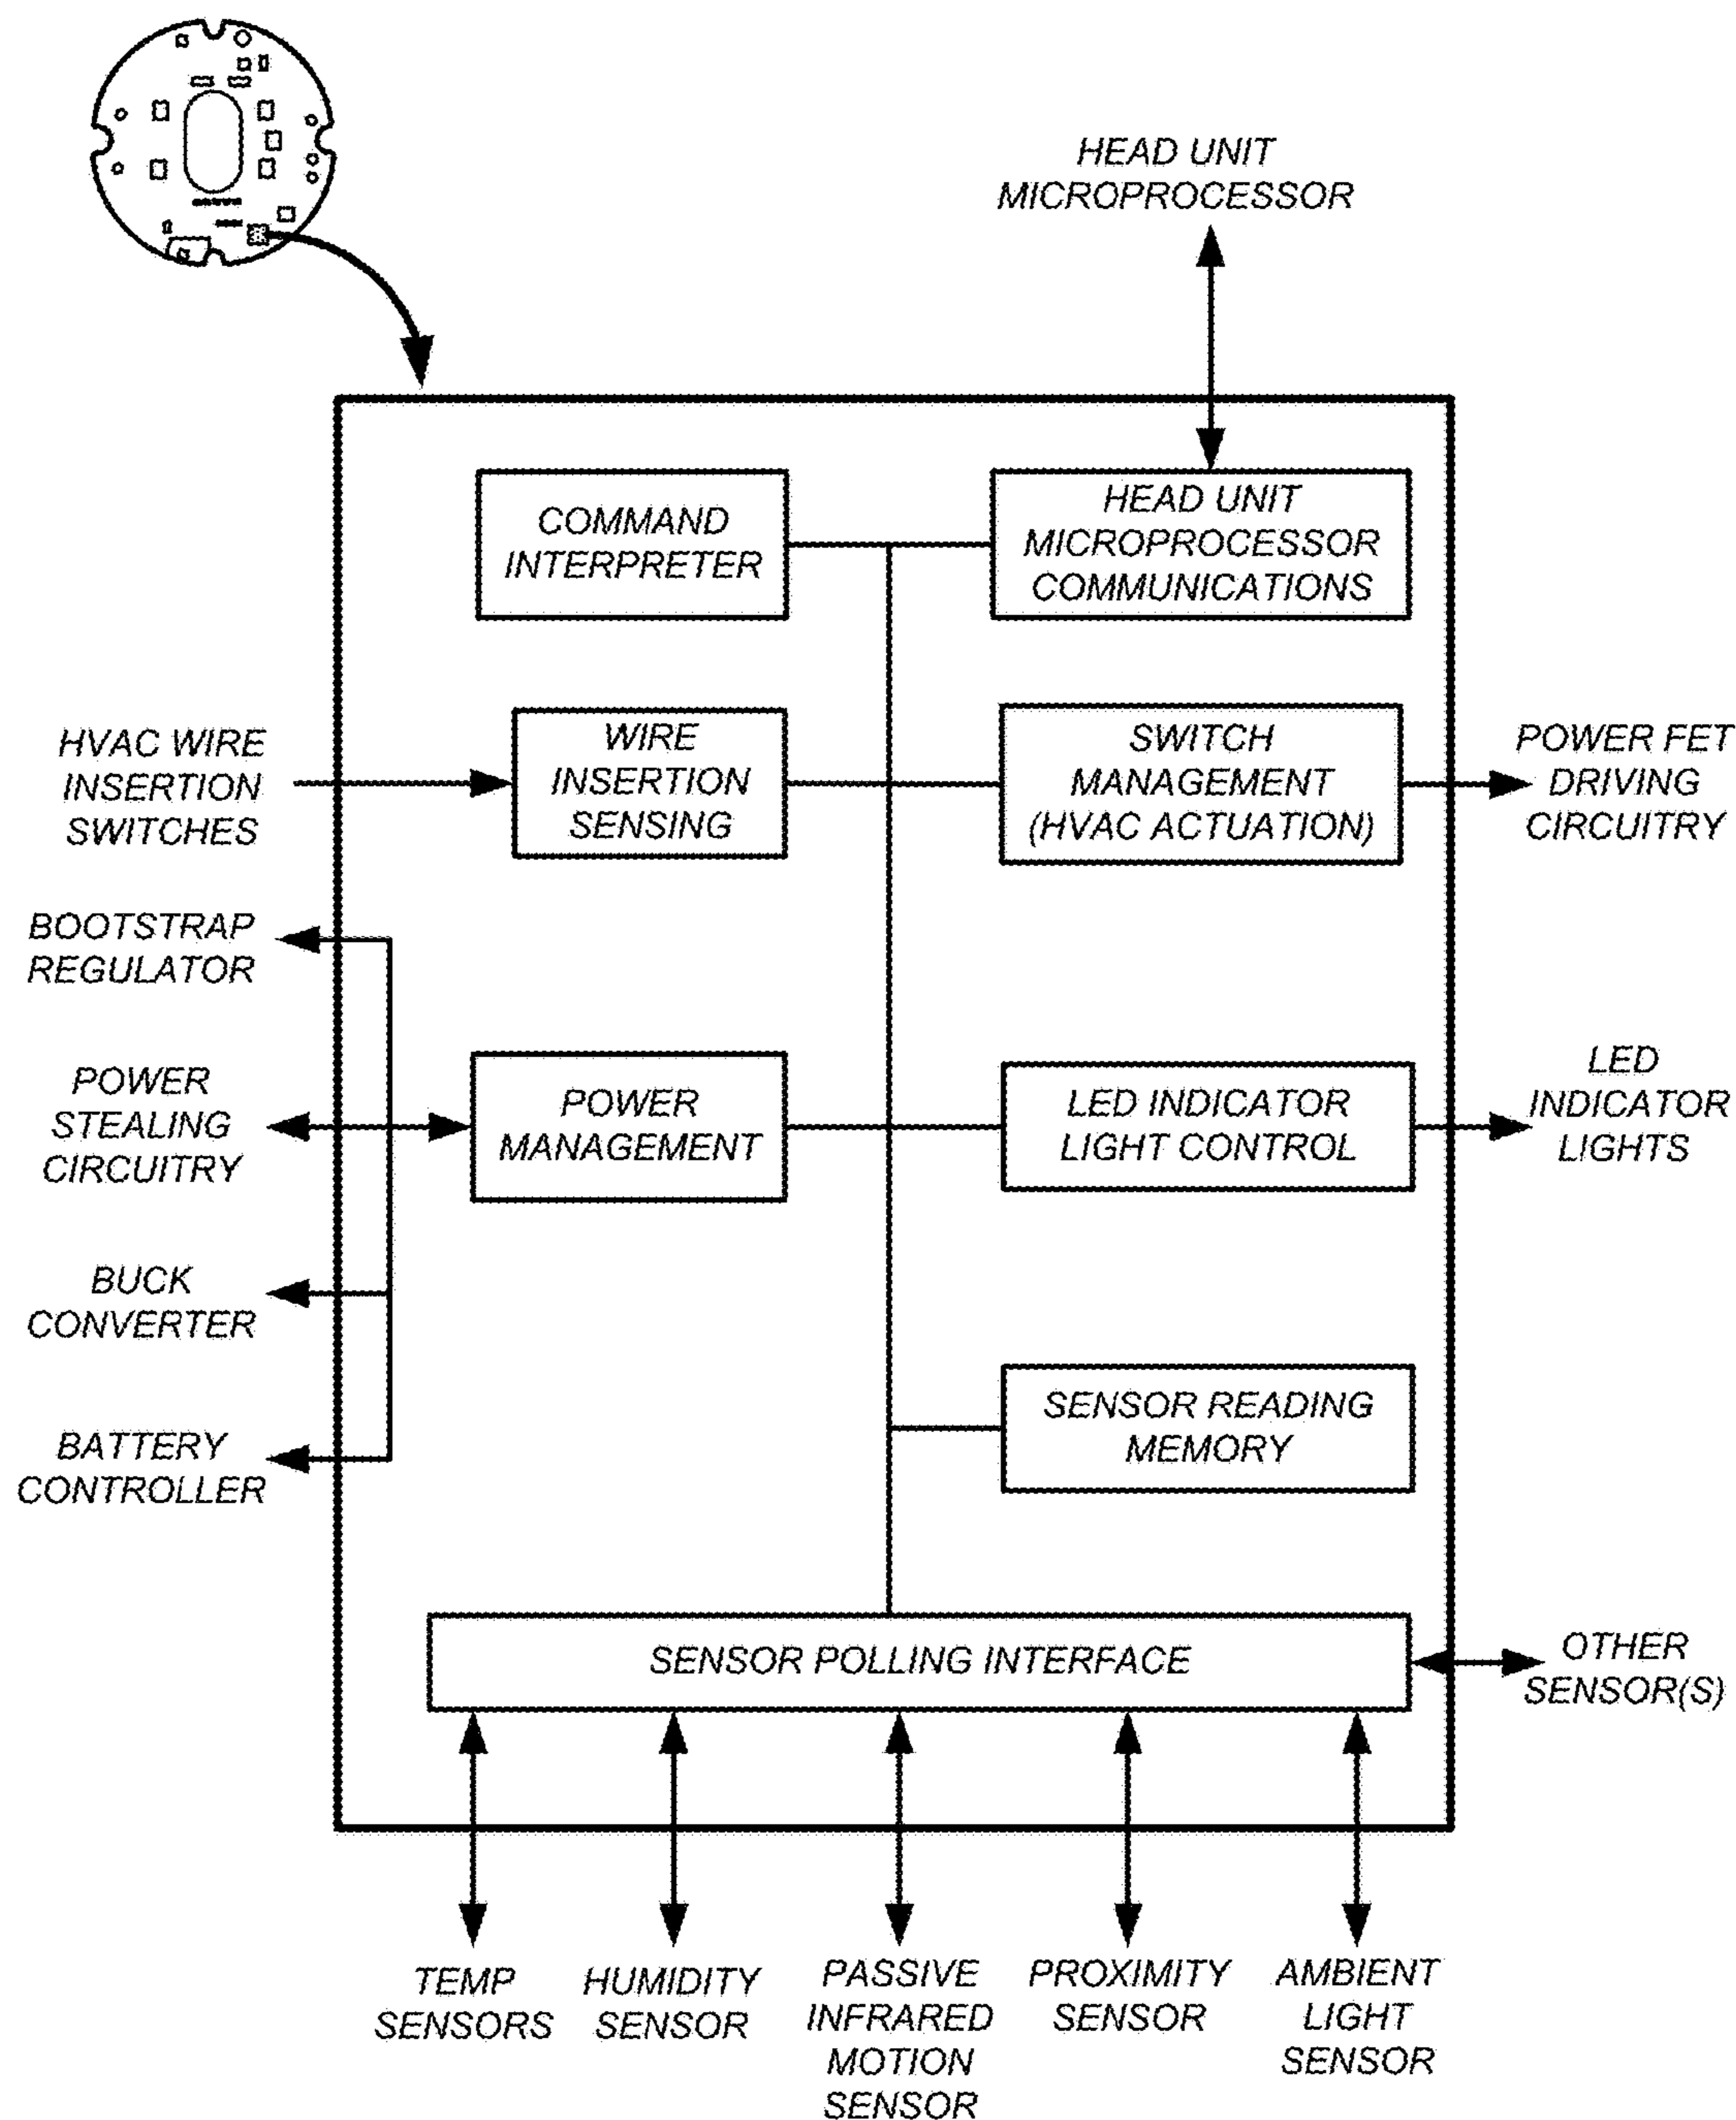 HEAD UNIT
MICROPROCESSOR
COMMAND
INTERPRETER
HEAD UNIT
MICROPROCESSOR
COMMUNICATIONS
HVAC WIRE
INSERTION
SWITCHES
WIRE
INSERTION
SENSING
SWITCH
MANAGEMENT
(HVAC ACTUATION)
POWER FET
DRIVING
CIRCUITRY
BOOTSTRAP
REGULATOR
POWER
STEALING
CIRCUITRY
POWER
MANAGEMENT
LED INDICATOR
LIGHT CONTROL
LED
INDICATOR
LIGHTS
BUCK
CONVERTER
BATTERY
CONTROLLER
SENSOR READING
MEMORY
SENSOR POLLING INTERFACE
OTHER
SENSOR(S)
TEMP
SENSORS
HUMIDITY
SENSOR
PASSIVE
INFRARED
MOTION
SENSOR
PROXIMITY
SENSOR
AMBIENT
LIGHT
SENSOR